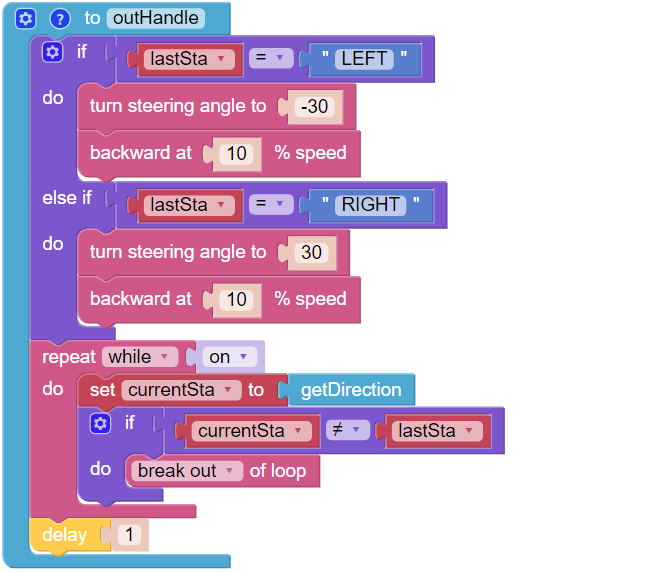 ? to outHandle
if lastSta = " LEFT "
do turn steering angle to -30
backward at 10 % speed
else if lastSta = " RIGHT "
do turn steering angle to 30
backward at 10 % speed
repeat while on
do set currentSta to getDirection
if currentSta ≠ lastSta
do break out of loop
delay 1